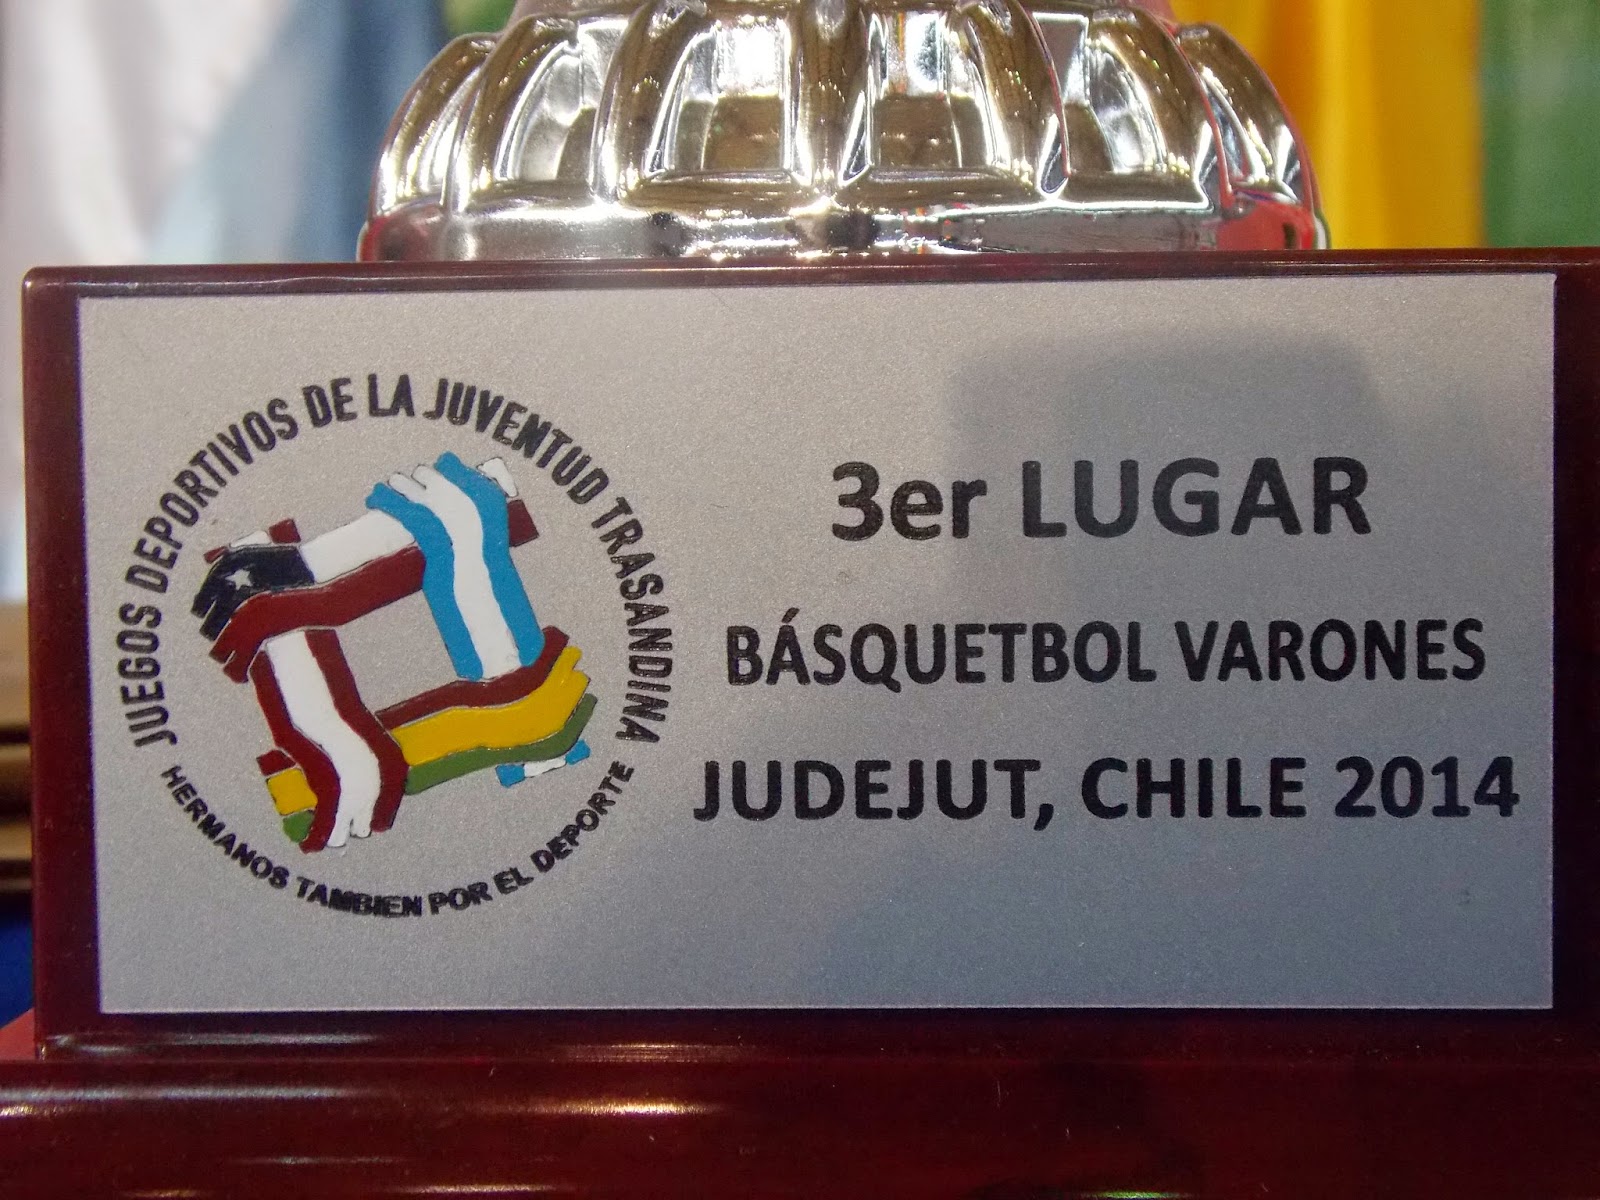 JUEGOS DEPORTIVOS DE LA JUVENTUD TRASANDINA
HERMANOS TAMBIEN POR EL DEPORTE
3er LUGAR
BÁSQUETBOL VARONES
JUDEJUT, CHILE 2014